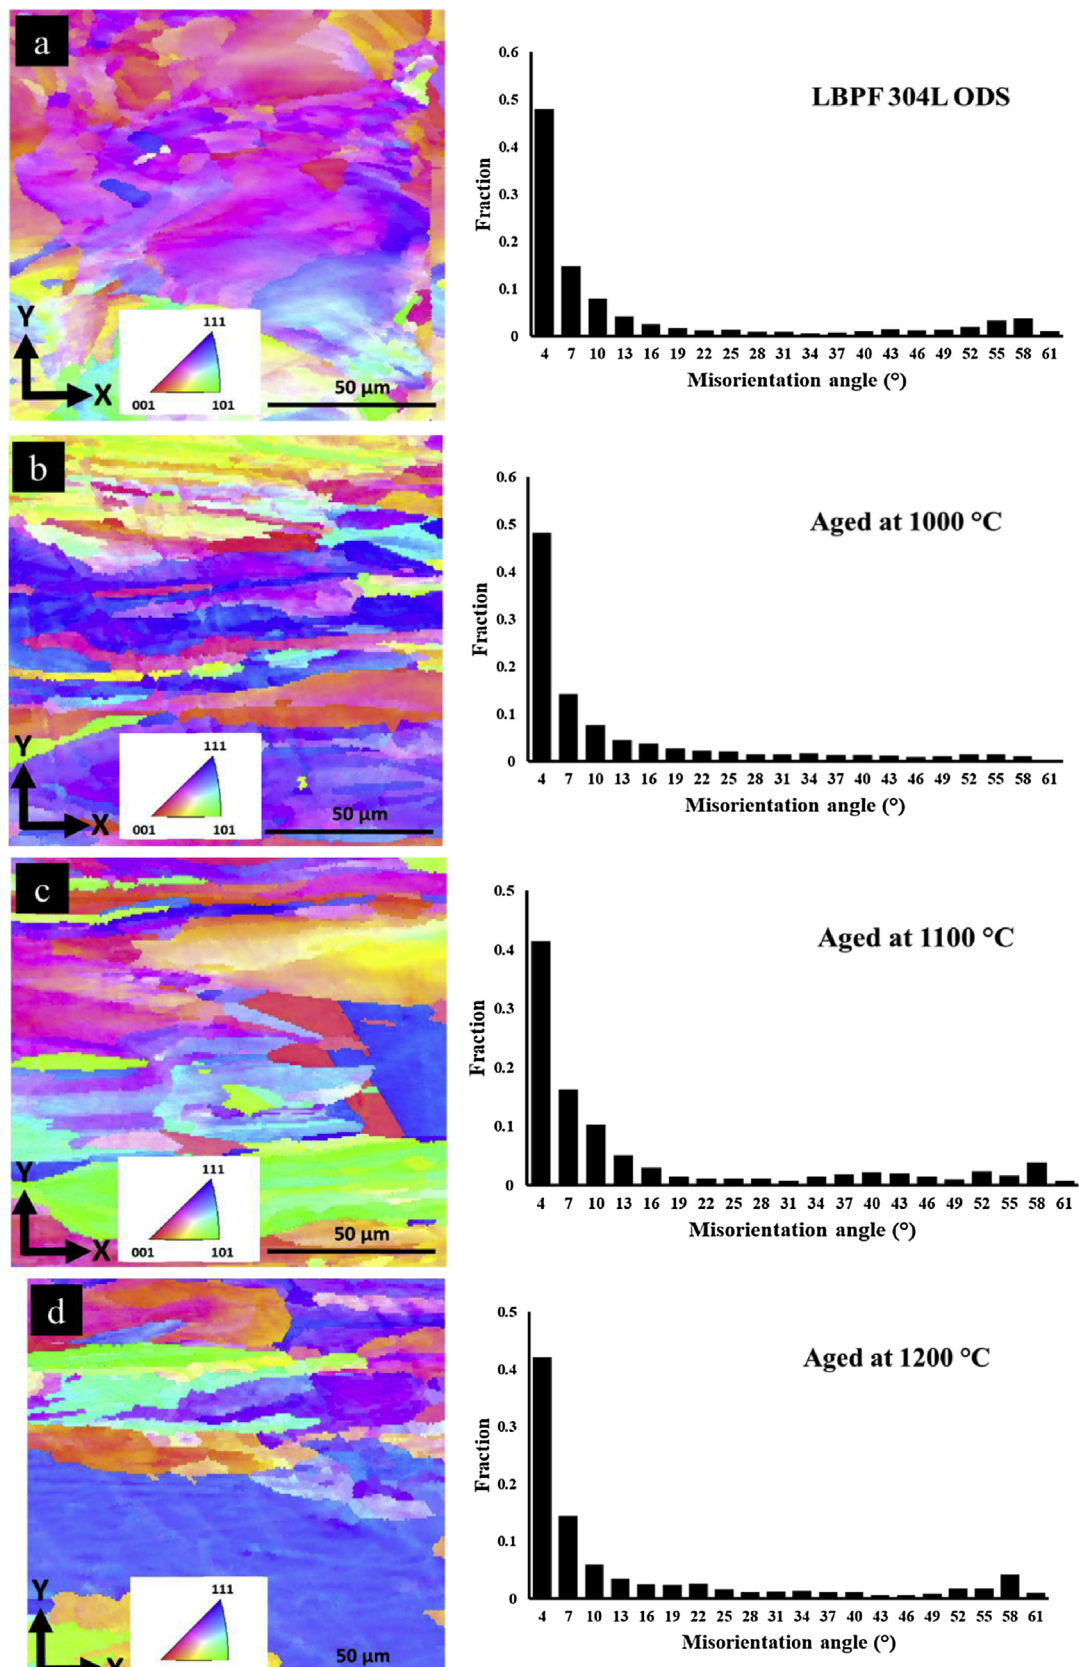 a
Y
X
111
001
101
50 µm
LBPF 304L ODS
Fraction
0.6
0.5
0.4
0.3
0.2
0.1
0
4 7 10 13 16 19 22 25 28 31 34 37 40 43 46 49 52 55 58 61
Misorientation angle (°)
b
Y
X
111
001
101
50 µm
Aged at 1000 °C
Fraction
0.6
0.5
0.4
0.3
0.2
0.1
0
4 7 10 13 16 19 22 25 28 31 34 37 40 43 46 49 52 55 58 61
Misorientation angle (°)
c
Y
X
111
001
101
50 µm
Aged at 1100 °C
Fraction
0.5
0.4
0.3
0.2
0.1
0
4 7 10 13 16 19 22 25 28 31 34 37 40 43 46 49 52 55 58 61
Misorientation angle (°)
d
Y
X
111
50 µm
Aged at 1200 °C
Fraction
0.5
0.4
0.3
0.2
0.1
0
4 7 10 13 16 19 22 25 28 31 34 37 40 43 46 49 52 55 58 61
Misorientation angle (°)